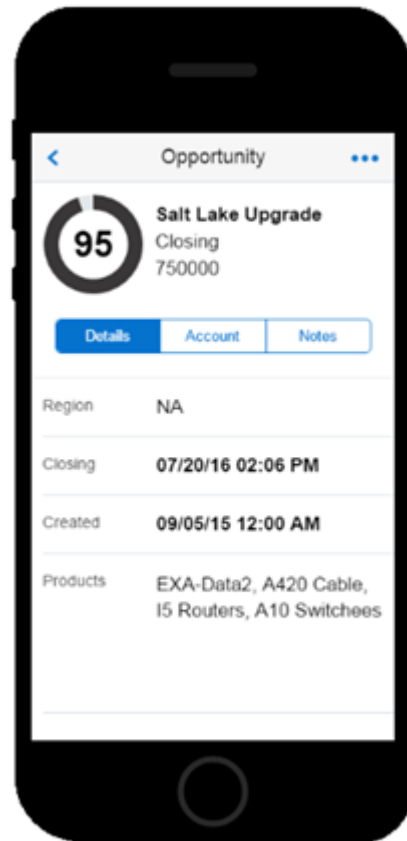 Opportunity
95
Salt Lake Upgrade
Closing
750000
Details Account Notes
Region NA
Closing 07/20/16 02:06 PM
Created 09/05/15 12:00 AM
Products EXA-Data2, A420 Cable,
I5 Routers, A10 Switchees